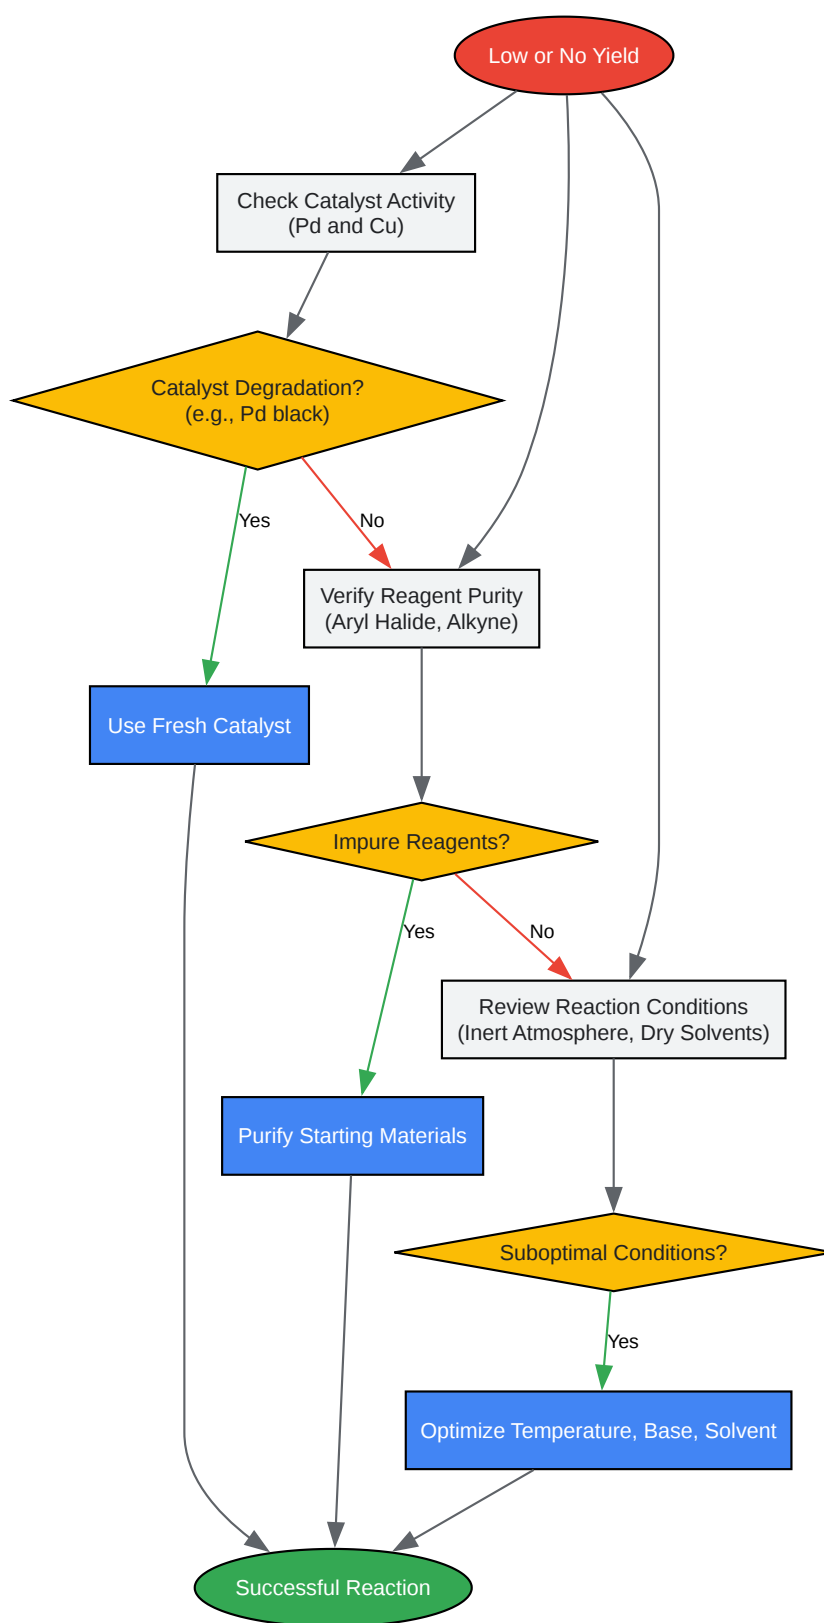 Low or No Yield
Check Catalyst Activity
(Pd and Cu)
Catalyst Degradation?
(e.g., Pd black)
Yes
No
Verify Reagent Purity
(Aryl Halide, Alkyne)
Use Fresh Catalyst
Impure Reagents?
Yes
No
Review Reaction Conditions
(Inert Atmosphere, Dry Solvents)
Purify Starting Materials
Suboptimal Conditions?
Yes
Optimize Temperature, Base, Solvent
Successful Reaction